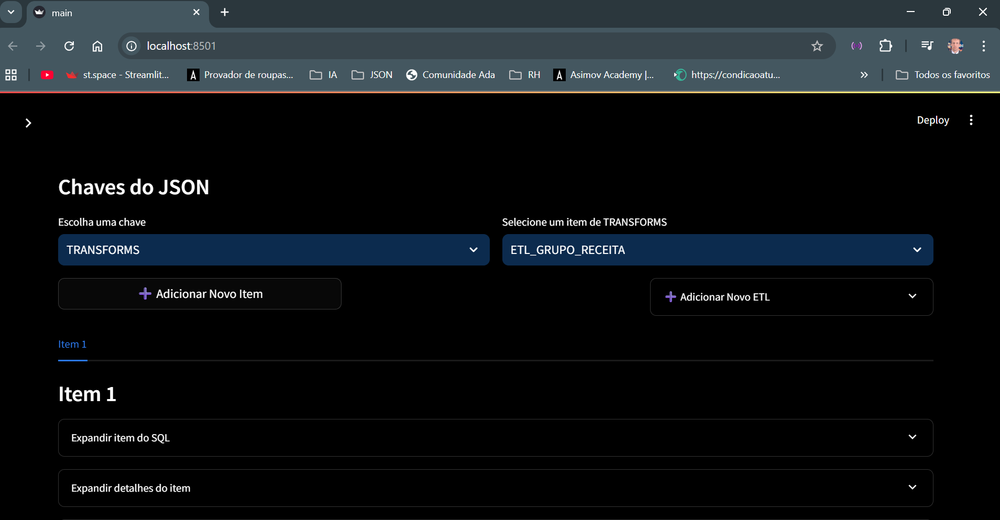 main
localhost:8501
st.space - Streamlit...
Provador de roupas...
IA
JSON
Comunidade Ada
RH
Asimov Academy |...
https://condicaoatu...
Todos os favoritos
Deploy
Chaves do JSON
Escolha uma chave
Selecione um item de TRANSFORMS
TRANSFORMS
ETL_GRUPO_RECEITA
Adicionar Novo Item
Adicionar Novo ETL
Item 1
Item 1
Expandir item do SQL
Expandir detalhes do item